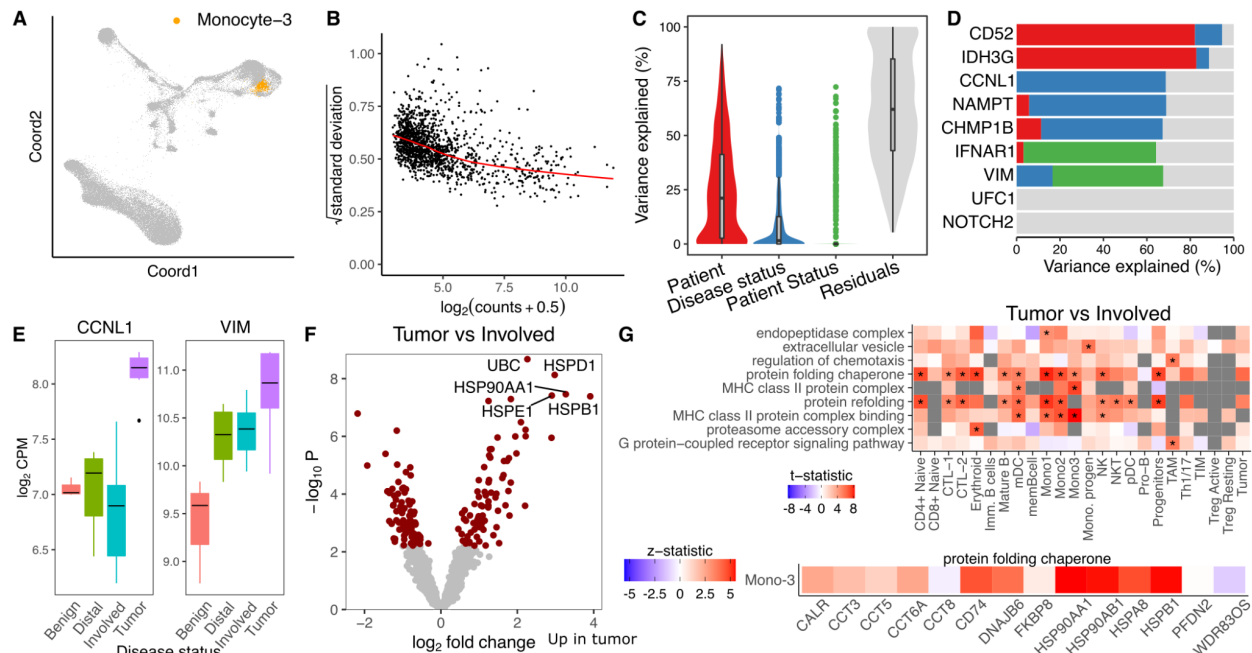 A
Monocyte-3
Coord2
Coord1
B
√standard deviation
1.00
0.75
0.50
0.25
0.00
5.0 7.5 10.0
log2(counts + 0.5)
C
Variance explained (%)
100
75
50
25
0
Patient
Disease status
Patient Status
Residuals
D
CD52
IDH3G
CCNL1
NAMPT
CHMP1B
IFNAR1
VIM
UFC1
NOTCH2
0 20 40 60 80 100
Variance explained (%)
E
CCNL1
VIM
log2 CPM
8.0
7.5
7.0
6.5
11.0
10.5
10.0
9.5
9.0
Benign
Distal
Involved
Tumor
Benign
Distal
Involved
Tumor
Disease status
F
Tumor vs Involved
−log10 P
8
6
4
2
0
UBC
HSPD1
HSP90AA1
HSPE1
HSPB1
−2 0 2 4
log2 fold change
Up in tumor
G
Tumor vs Involved
endopeptidase complex
extracellular vesicle
regulation of chemotaxis
protein folding chaperone
MHC class II protein complex
protein refolding
MHC class II protein complex binding
proteasome accessory complex
G protein−coupled receptor signaling pathway
CD4+ Naive
CD8+ Naive
CTL−1
CTL−2
Erythroid
Imm. B cells
Mature B
mDC
memBcell
Mono1
Mono2
Mono3
Mono. progen
NK
NKT
pDC
Pro−B
Progenitors
TAM
Th1/17
TIM
Treg Active
Treg Resting
Tumor
t-statistic
-8 -4 0 4 8
z-statistic
-5 -2.5 0 2.5 5
protein folding chaperone
Mono-3
CALR
CCT3
CCT5
CCT6A
CCT8
CD74
DNAJB6
FKBP8
HSP90AA1
HSP90AB1
HSPA8
HSPB1
PFDN2
WDR83OS